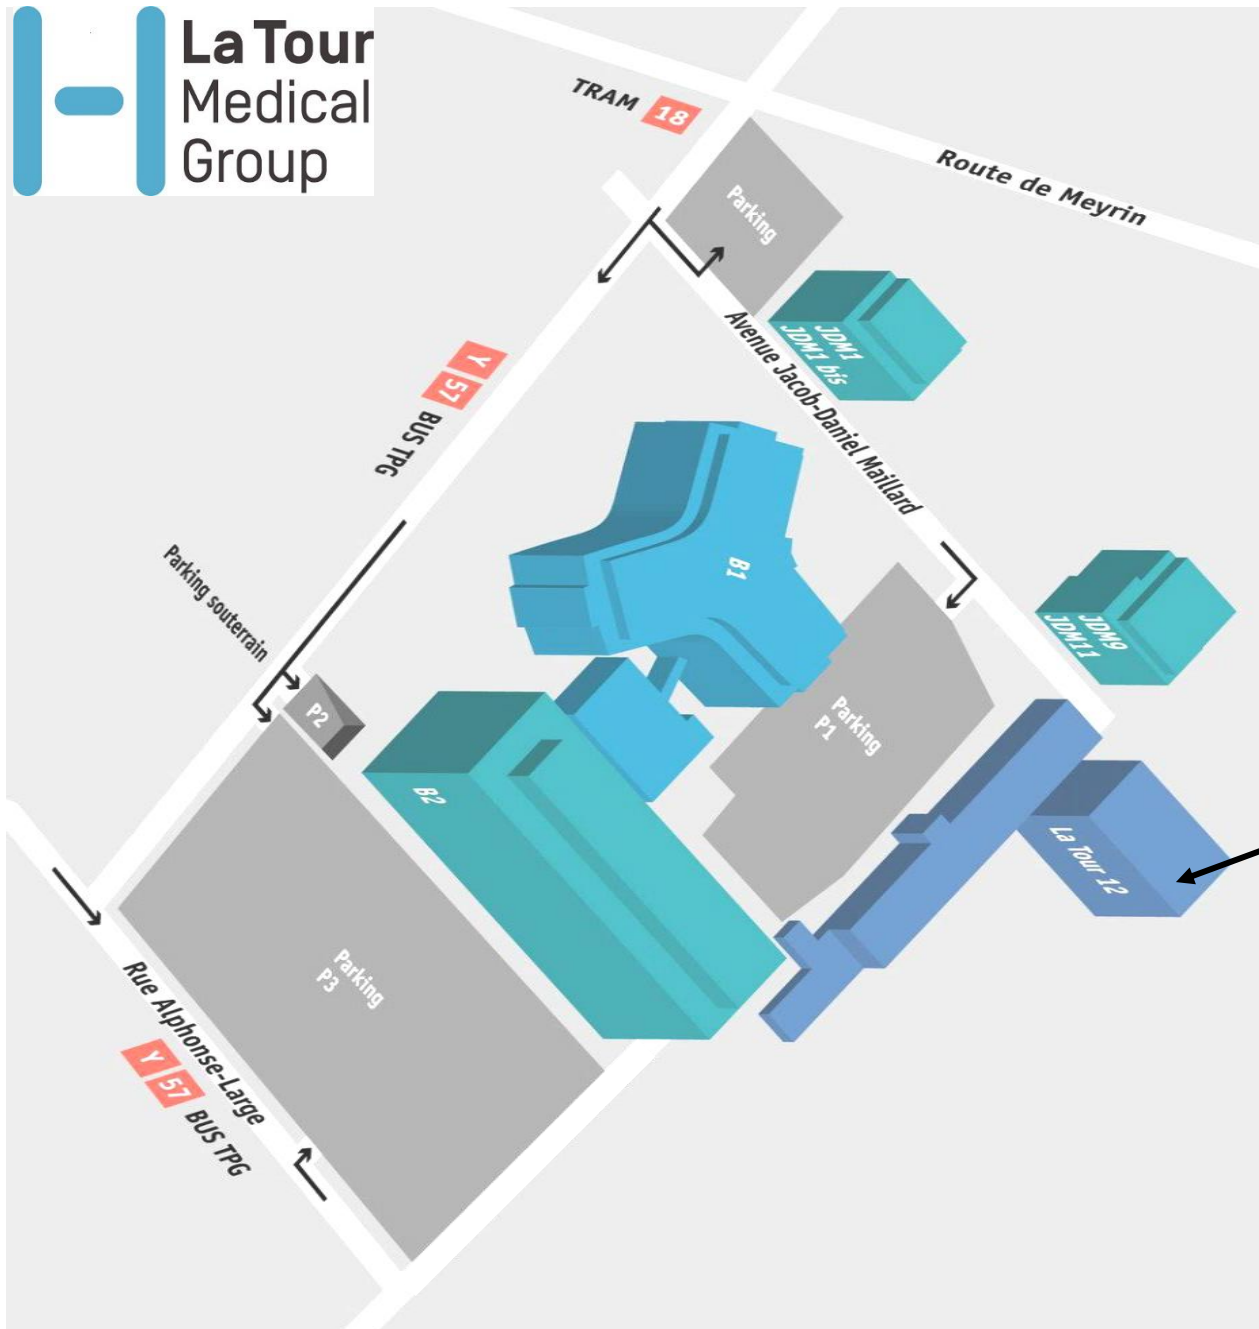 La Tour
Medical
Group
TRAM 18
Route de Meyrin
Parking
JDM1
JDM1 bis
Avenue Jacob-Daniel Maillard
Y 57 BUS TPG
B1
Parking souterrain
JDM9
JDM11
P2
Parking
P1
B2
La Tour 12
Parking
P3
Rue Alphonse-Large
Y 57 BUS TPG